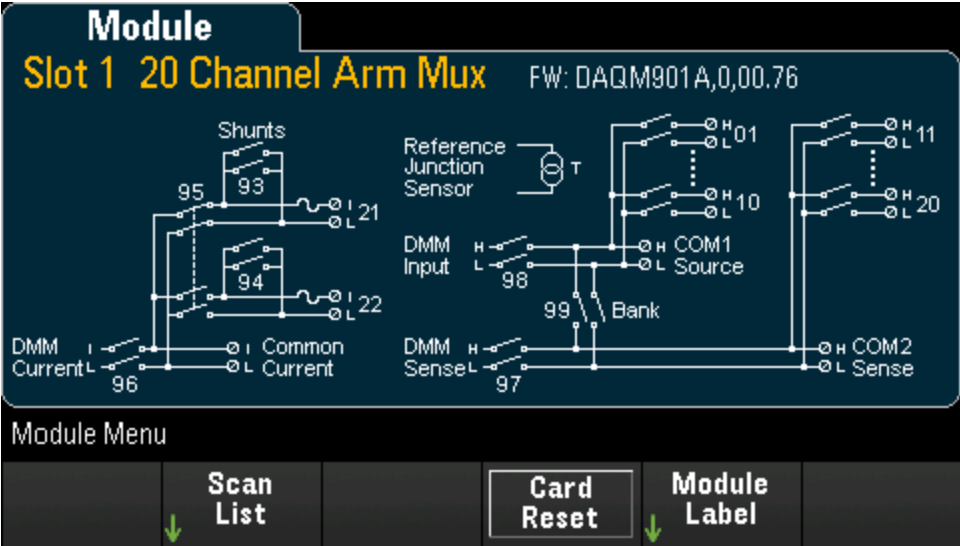 Module
Slot 1 20 Channel Arm Mux FW: DAQM901A,0,00.76
Shunts
93
95
I
L 21
94
I
L 22
DMM I
Current L
96
I Common
L Current
Reference
Junction
Sensor
T
H
L 01
H
L 10
H
L 11
H
L 20
DMM H
Input L
98
H COM1
L Source
99 Bank
DMM H
Sense L
97
H COM2
L Sense
Module Menu
Scan
List
Card
Reset
Module
Label